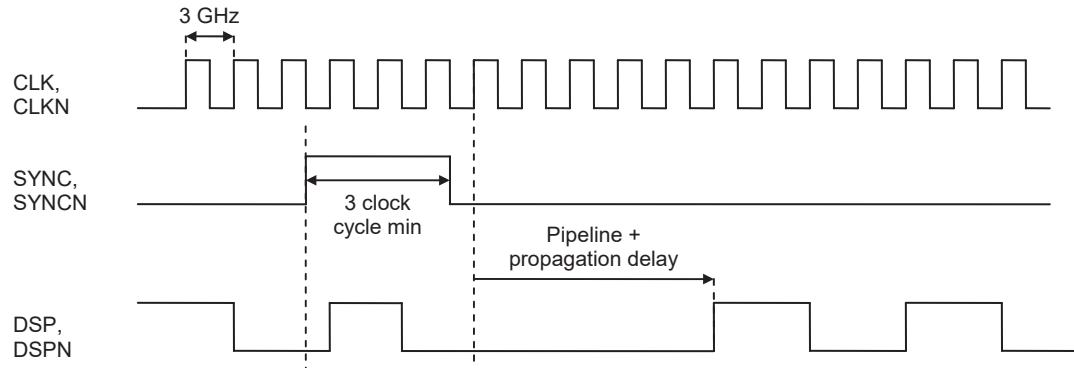 3 GHz
CLK,
CLKN
SYNC,
SYNCN
3 clock
cycle min
Pipeline +
propagation delay
DSP,
DSPN